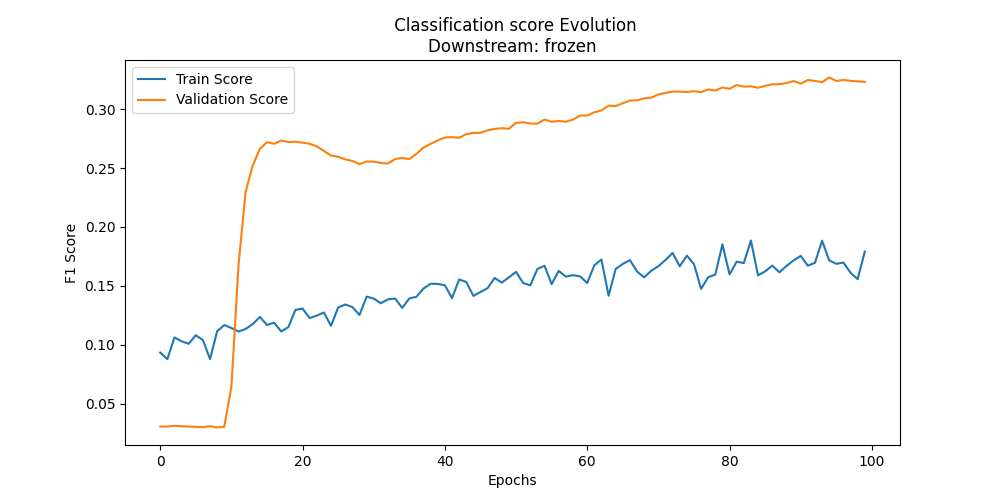 Classification score Evolution
Downstream: frozen
Train Score
Validation Score
0.30
0.25
0.20
0.15
0.10
0.05
F1 Score
0
20
40
60
80
100
Epochs